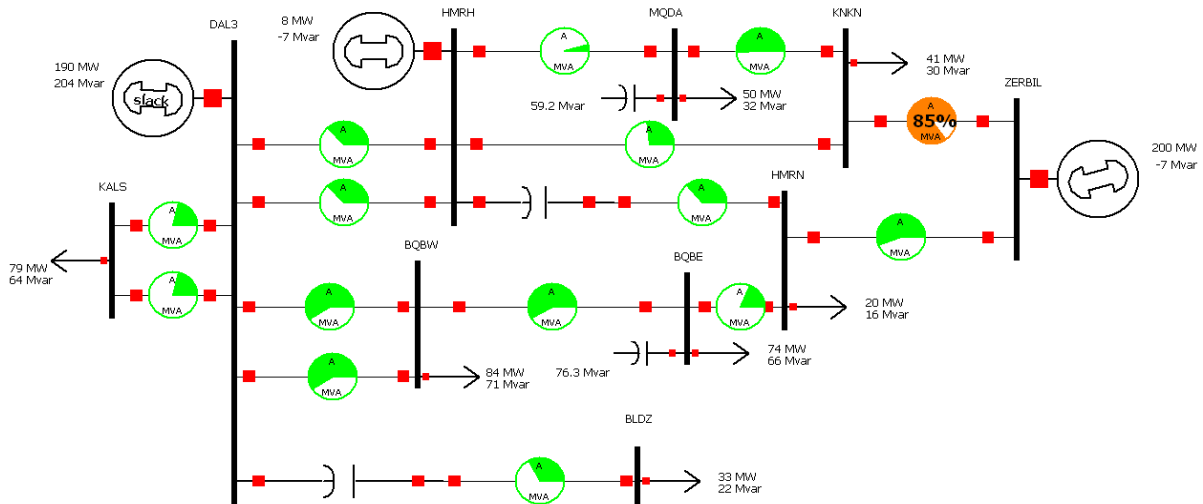 DAL3
8 MW
-7 Mvar
HMRH
MQDA
KNKN
190 MW
204 Mvar
slack
A
MVA
A
MVA
41 MW
30 Mvar
ZERBIL
59.2 Mvar
50 MW
32 Mvar
A
85%
MVA
A
MVA
A
MVA
200 MW
-7 Mvar
KALS
HMRN
A
MVA
A
MVA
A
MVA
A
MVA
79 MW
64 Mvar
BQBW
BQBE
A
MVA
A
MVA
A
MVA
A
MVA
20 MW
16 Mvar
A
MVA
84 MW
71 Mvar
76.3 Mvar
74 MW
66 Mvar
BLDZ
A
MVA
33 MW
22 Mvar